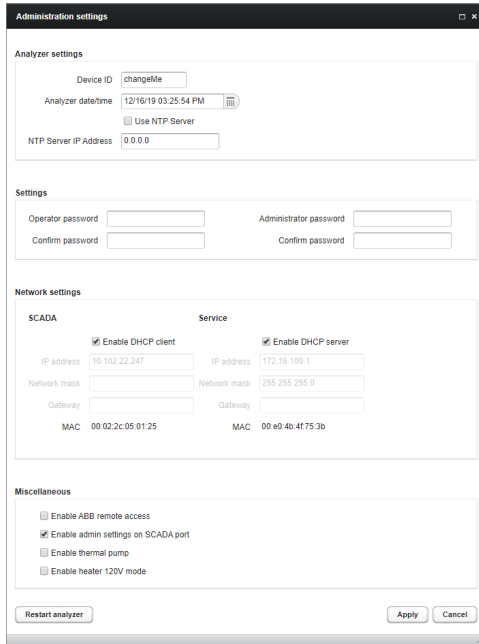 Administration settings
Analyzer settings
Device ID changeMe
Analyzer date/time 12/16/19 03:25:54 PM
Use NTP Server
NTP Server IP Address 0.0.0.0
Settings
Operator password Administrator password
Confirm password Confirm password
Network settings
SCADA Service
Enable DHCP client Enable DHCP server
IP address 10.102.22.247 IP address 172.16.100.1
Network mask Network mask 255.255.255.0
Gateway Gateway
MAC 00:02:2c:05:01:25 MAC 00:e0:4b:4f:75:3b
Miscellaneous
Enable ABB remote access
Enable admin settings on SCADA port
Enable thermal pump
Enable heater 120V mode
Restart analyzer Apply Cancel